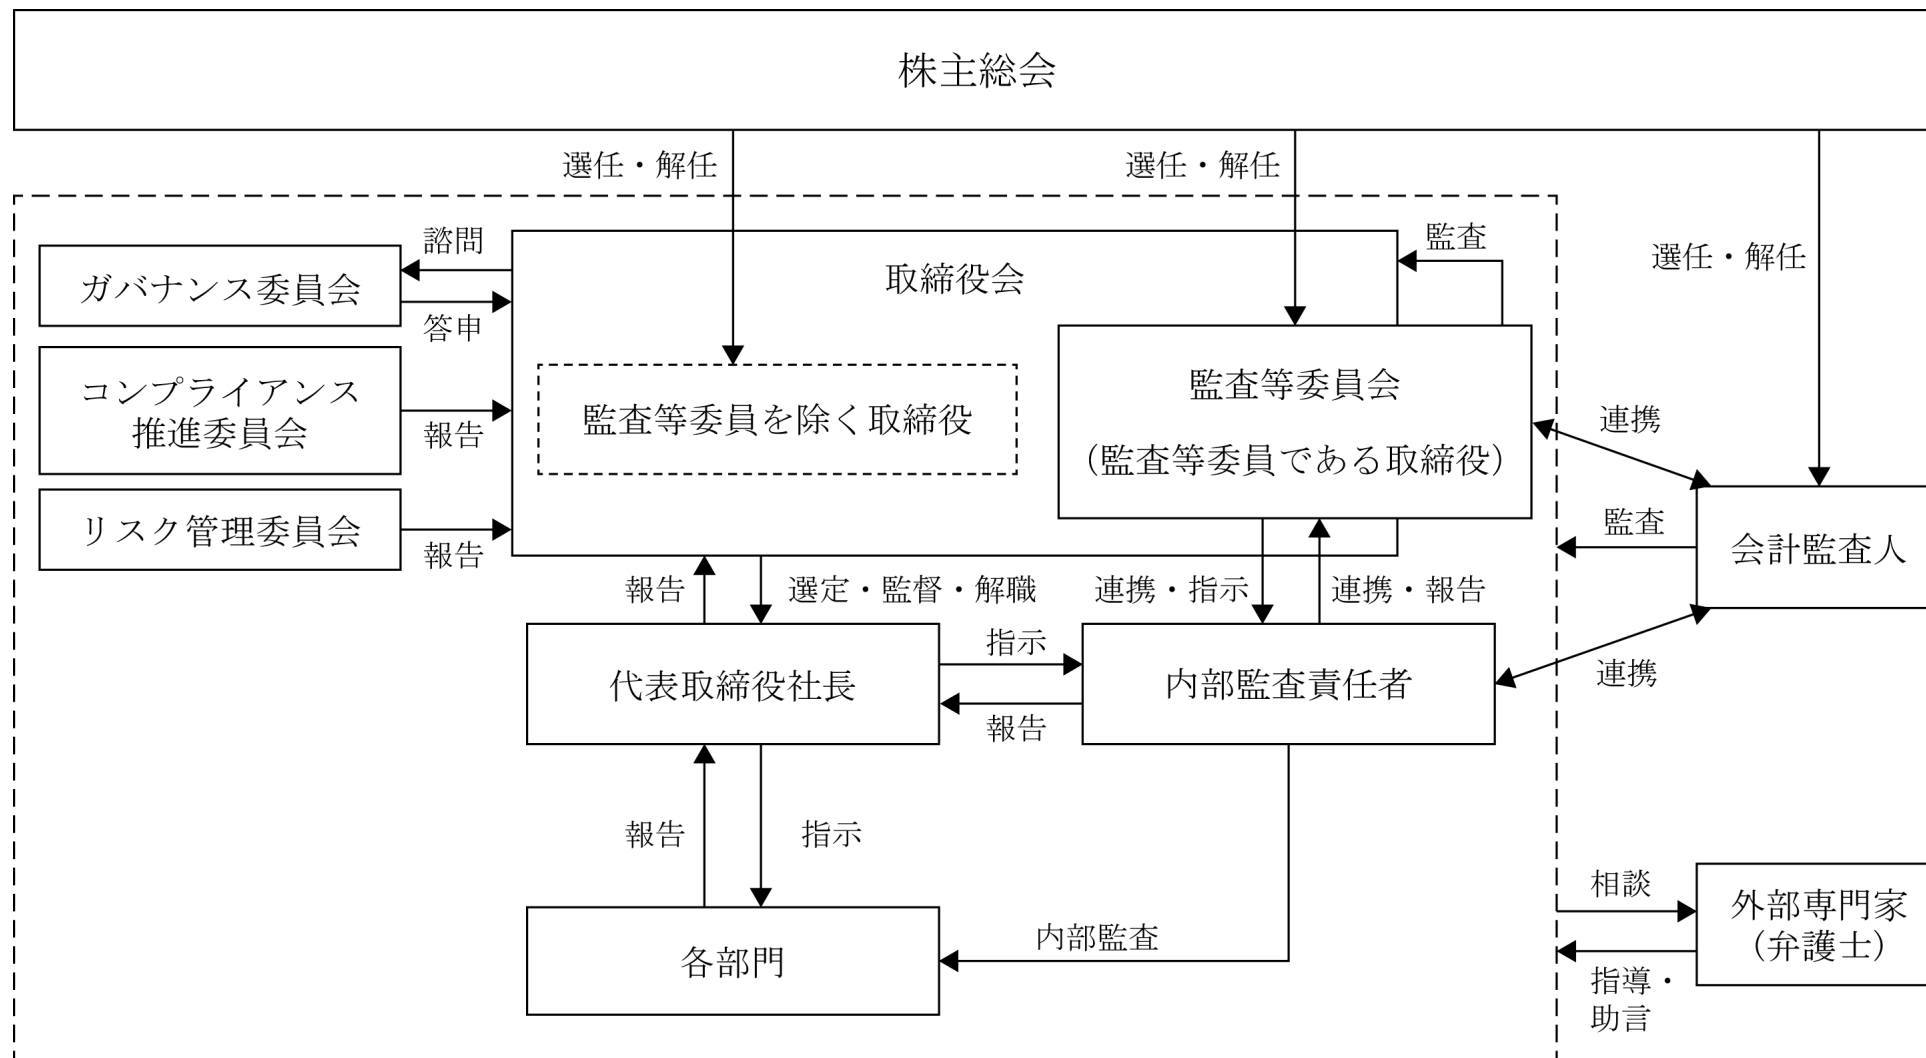 株主総会
選任・解任
選任・解任
選任・解任
諮問
ガバナンス委員会
答申
コンプライアンス
推進委員会
報告
リスク管理委員会
報告
取締役会
監査
監査等委員を除く取締役
監査等委員会
（監査等委員である取締役）
連携
監査
会計監査人
連携
報告
選定・監督・解職
連携・指示
連携・報告
代表取締役社長
指示
報告
内部監査責任者
報告
指示
各部門
内部監査
相談
外部専門家
（弁護士）
指導・
助言